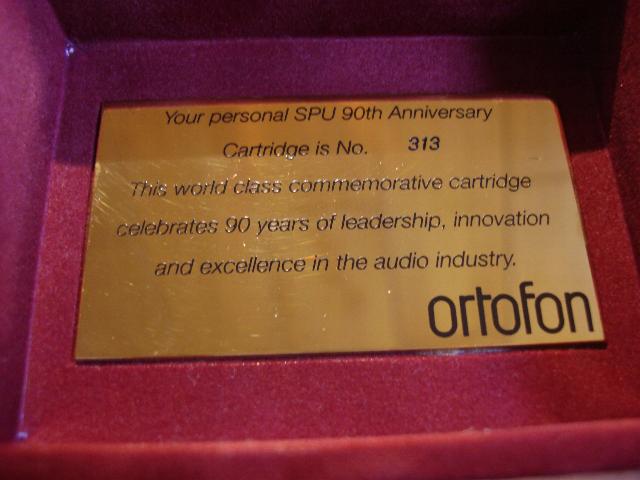 Your personal SPU 90th Anniversary
Cartridge is No. 313
This world class commemorative cartridge
celebrates 90 years of leadership, innovation
and excellence in the audio industry.
ortofon